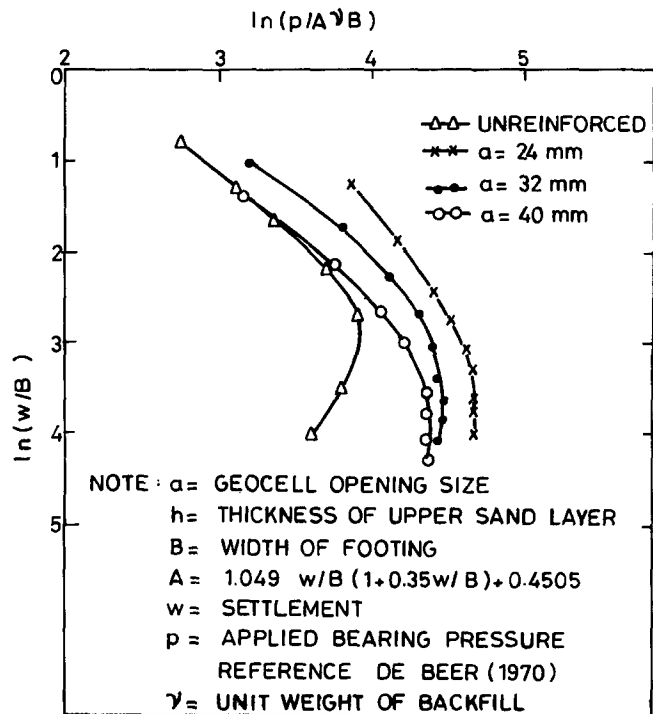 ln(p/AγB)
2 3 4 5
0
1
2
3
4
5
ln(w/B)
UNREINFORCED
a= 24 mm
a= 32 mm
a= 40 mm
NOTE: a= GEOCELL OPENING SIZE
h= THICKNESS OF UPPER SAND LAYER
B= WIDTH OF FOOTING
A= 1.049 w/B (1+0.35w/B)+0.4505
w= SETTLEMENT
p= APPLIED BEARING PRESSURE
REFERENCE DE BEER (1970)
γ= UNIT WEIGHT OF BACKFILL